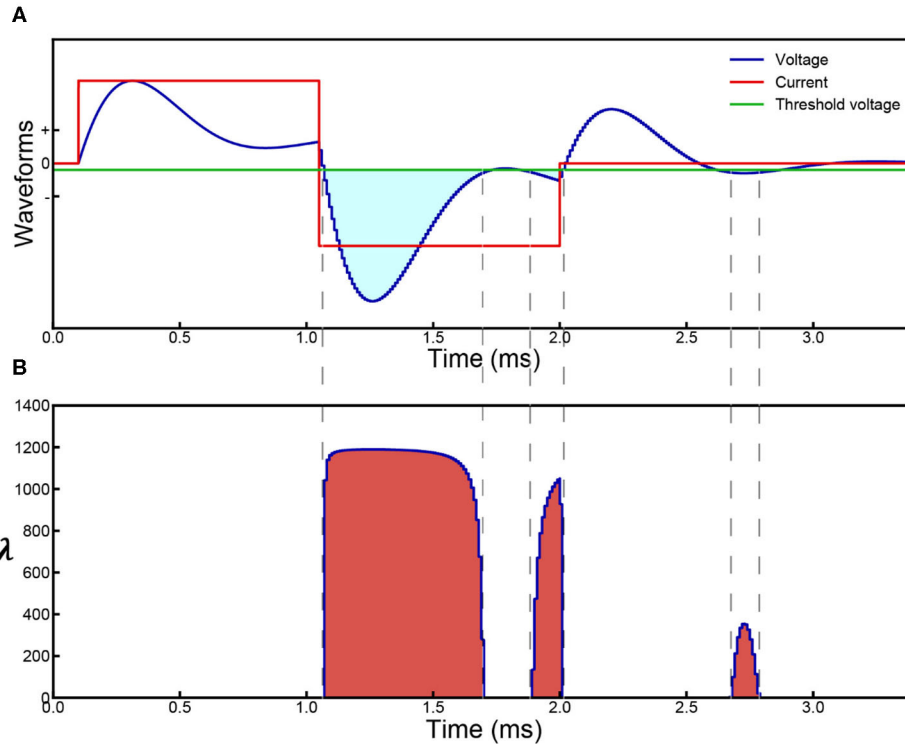 A
Voltage
Current
Threshold voltage
Waveforms
+
0
-
0.0 0.5 1.0 1.5 2.0 2.5 3.0
0
Time (ms)
B
1400
1200
1000
800
600
400
200
0
λ
0.0 0.5 1.0 1.5 2.0 2.5 3.0
Time (ms)